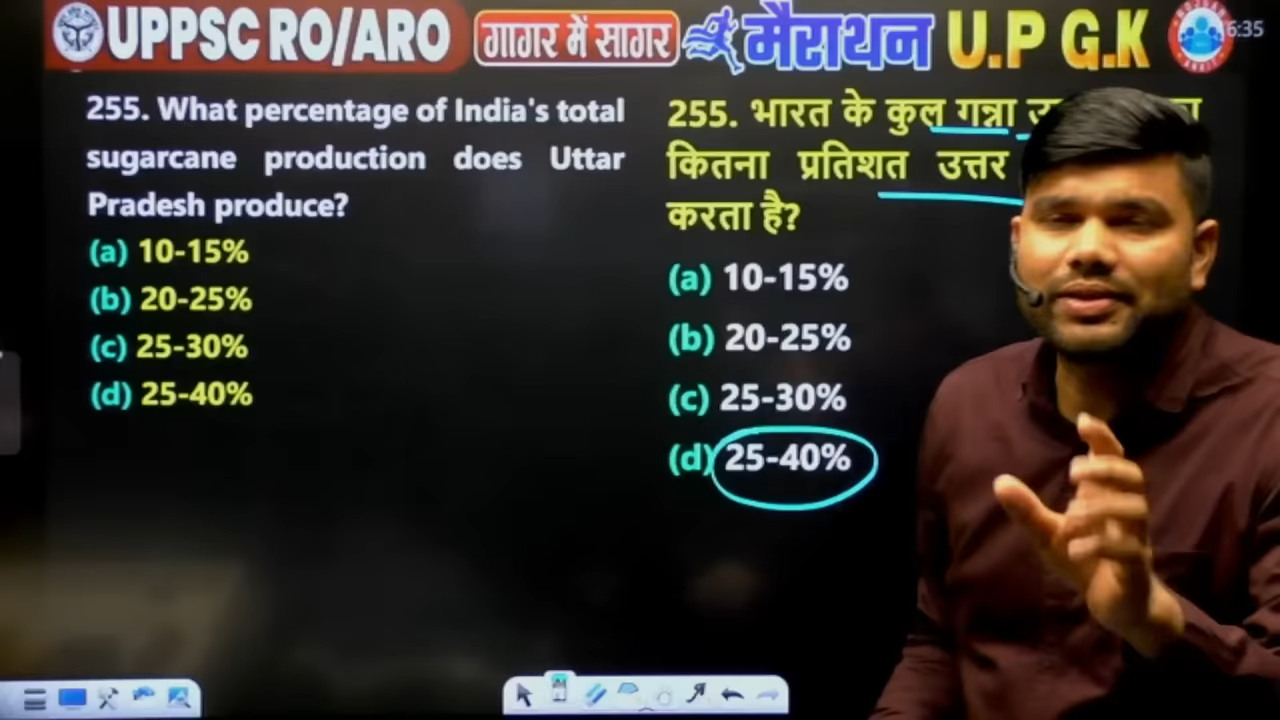 UPPSC RO/ARO गागर में सागर मैराथन U.P G.K
6:35
255. What percentage of India's total
sugarcane production does Uttar
Pradesh produce?
(a) 10-15%
(b) 20-25%
(c) 25-30%
(d) 25-40%
255. भारत के कुल गन्ना
कितना प्रतिशत उत्तर
करता है?
(a) 10-15%
(b) 20-25%
(c) 25-30%
(d) 25-40%